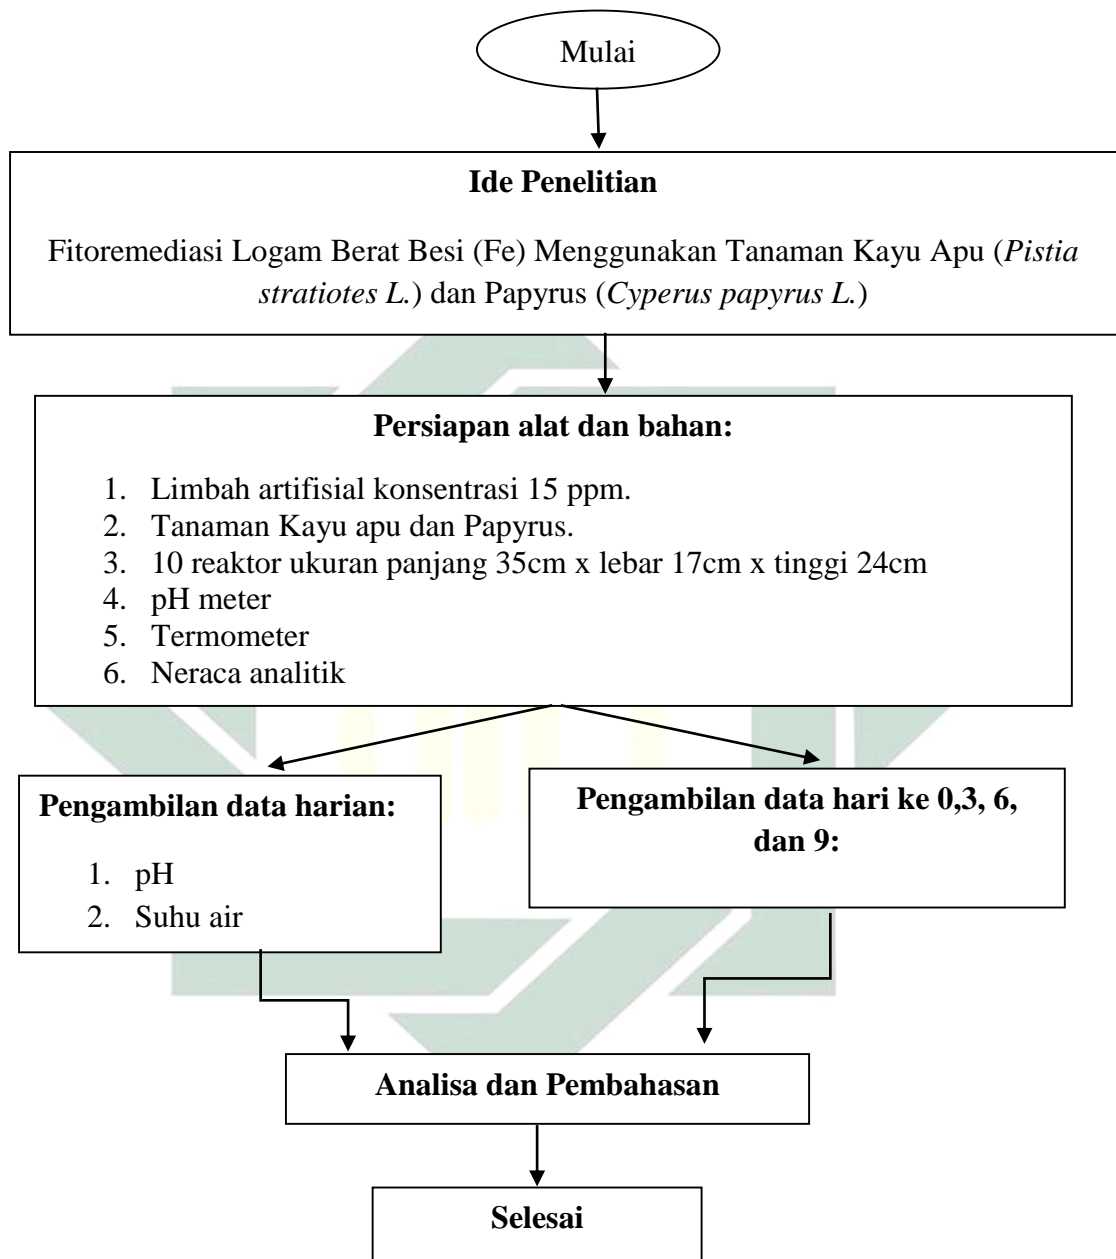 Mulai
Ide Penelitian
Fitoremediasi Logam Berat Besi (Fe) Menggunakan Tanaman Kayu Apu (Pistia
stratiotes L.) dan Papyrus (Cyperus papyrus L.)
Persiapan alat dan bahan:
1. Limbah artifisial konsentrasi 15 ppm.
2. Tanaman Kayu apu dan Papyrus.
3. 10 reaktor ukuran panjang 35cm x lebar 17cm x tinggi 24cm
4. pH meter
5. Termometer
6. Neraca analitik
Pengambilan data harian:
1. pH
2. Suhu air
Pengambilan data hari ke 0,3, 6,
dan 9:
Analisa dan Pembahasan
Selesai